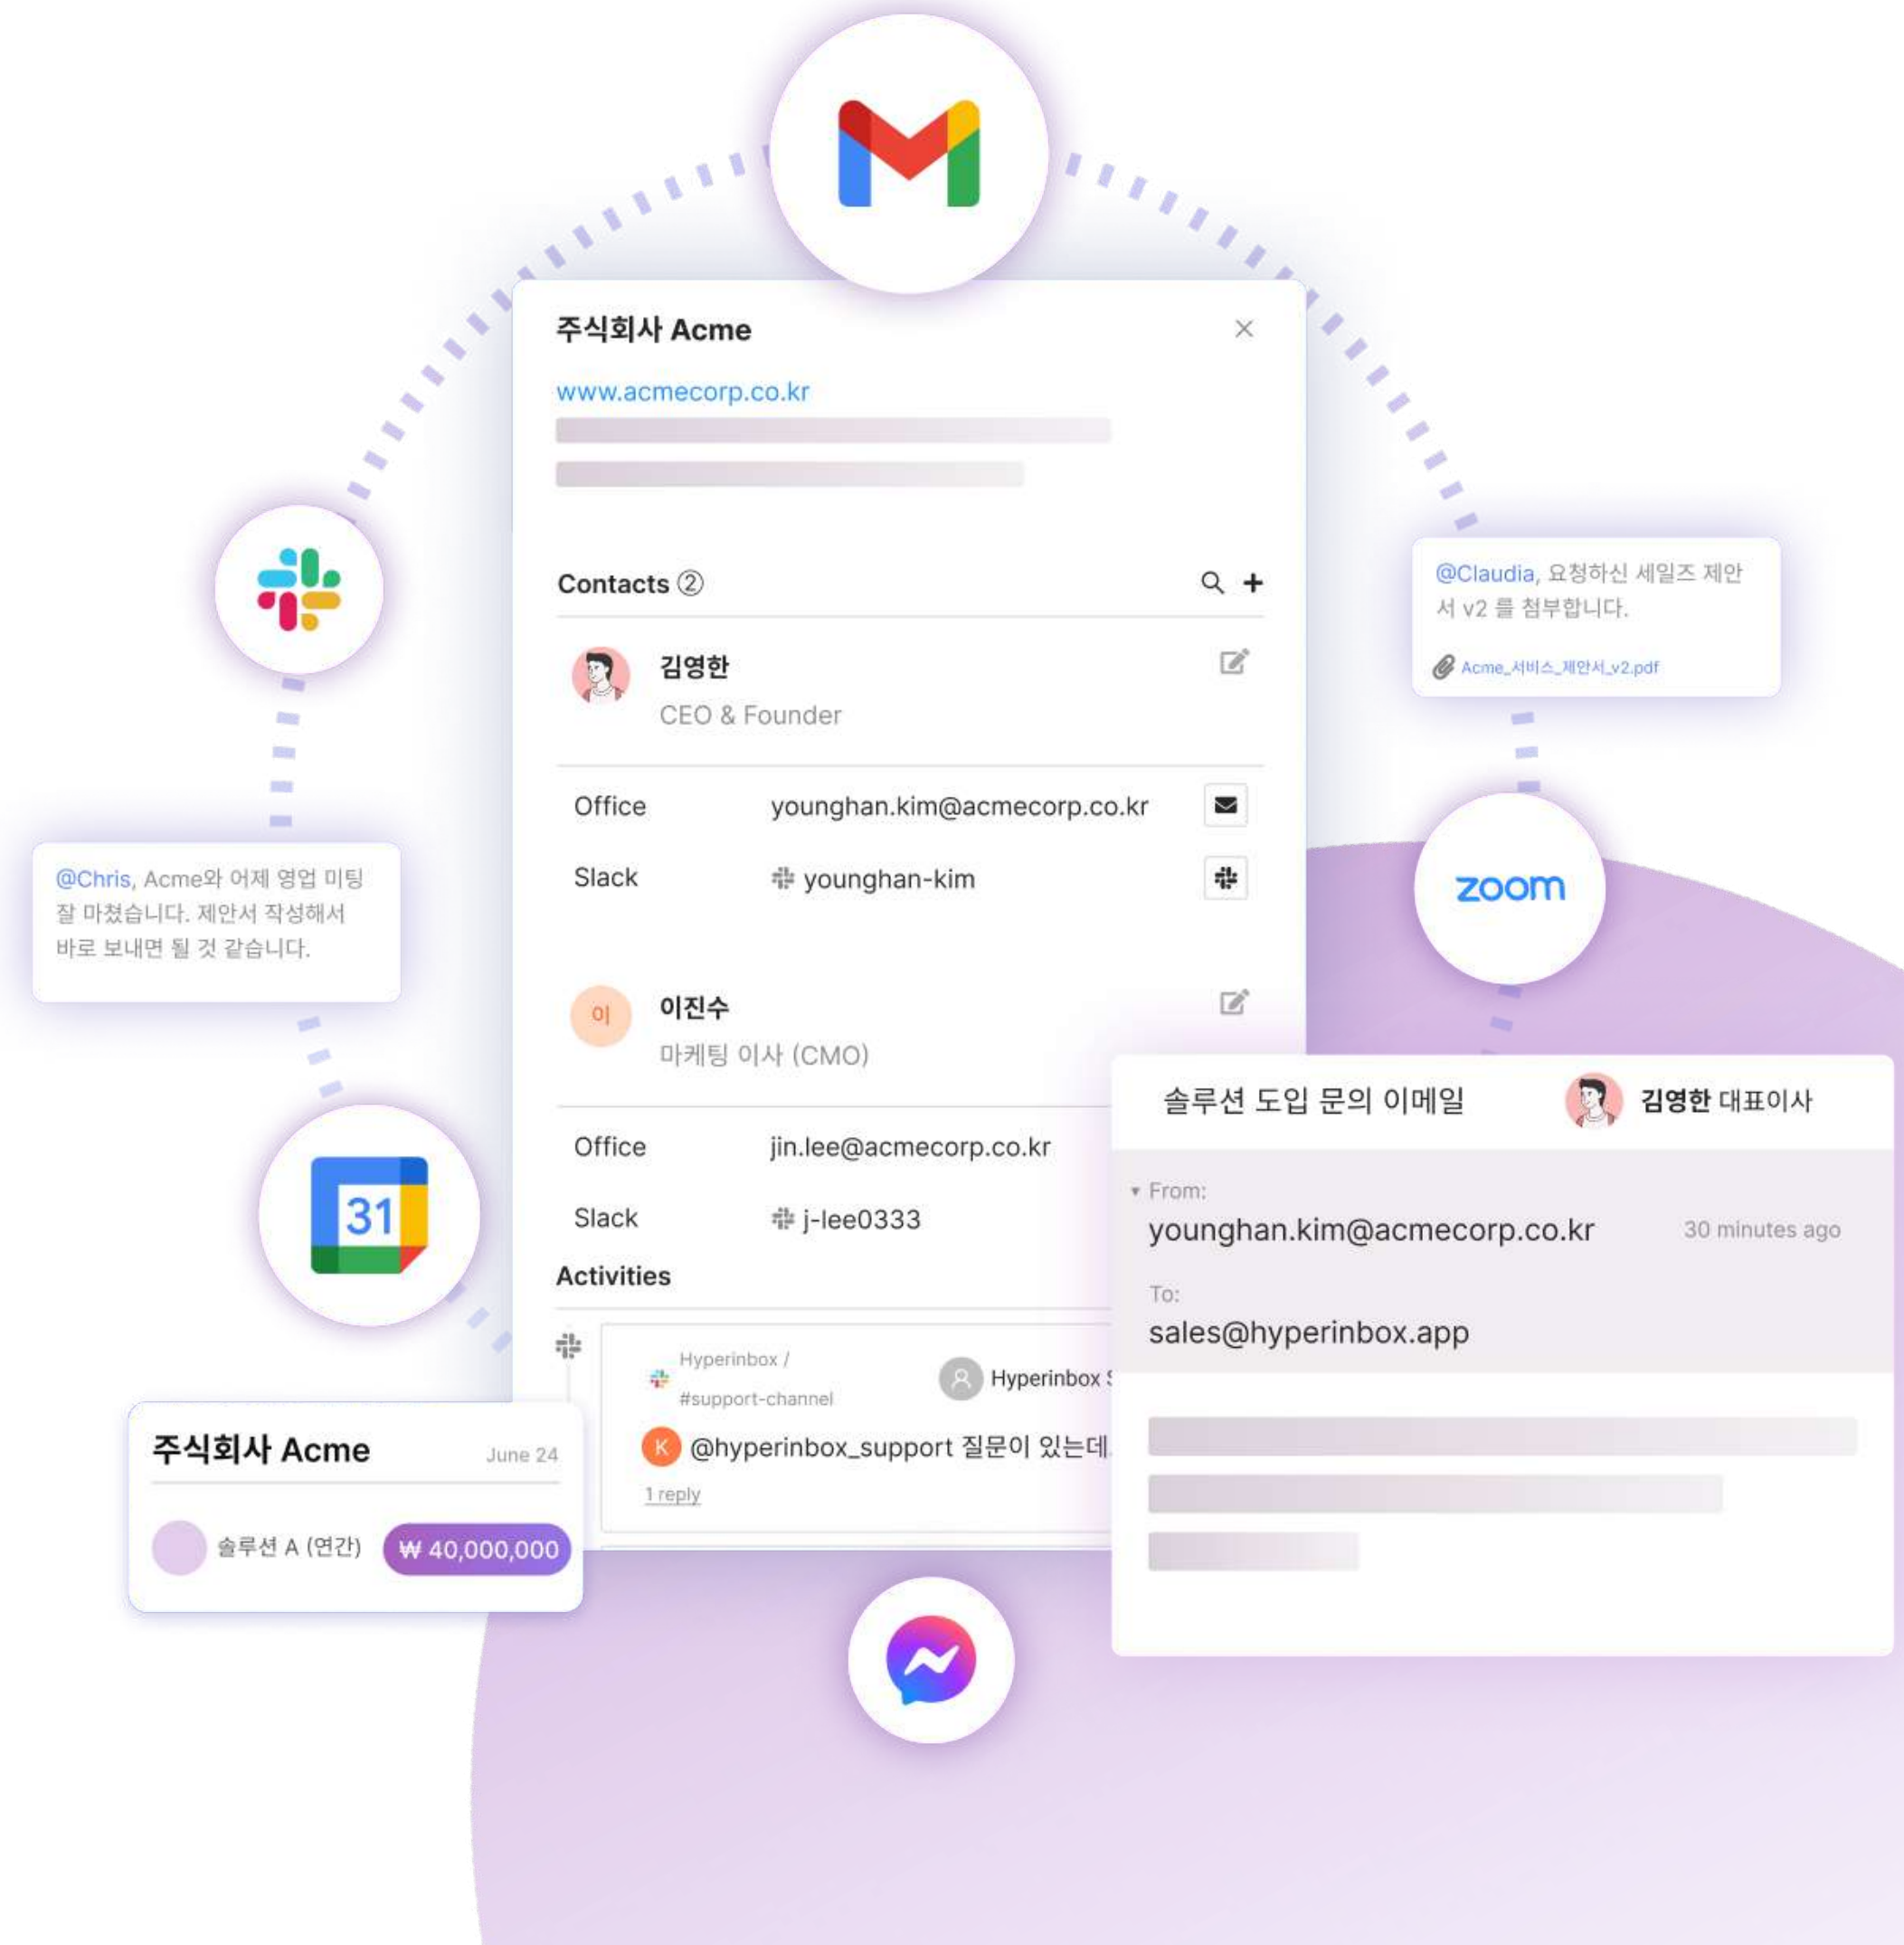 주식회사 Acme
www.acmecorp.co.kr
Contacts ②
김영한
CEO & Founder
Office younghan.kim@acmecorp.co.kr
Slack younghan-kim
이
이진수
마케팅 이사 (CMO)
Office jin.lee@acmecorp.co.kr
Slack j-lee0333
Activities
Hyperinbox /
#support-channel
Hyperinbox S
K @hyperinbox_support 질문이 있는데
1 reply
@Claudia, 요청하신 세일즈 제안
서 v2 를 첨부합니다.
Acme_서비스_제안서_v2.pdf
@Chris, Acme와 어제 영업 미팅
잘 마쳤습니다. 제안서 작성해서
바로 보내면 될 것 같습니다.
zoom
31
솔루션 도입 문의 이메일 김영한 대표이사
▾ From:
younghan.kim@acmecorp.co.kr 30 minutes ago
To:
sales@hyperinbox.app
주식회사 Acme June 24
솔루션 A (연간) ₩ 40,000,000